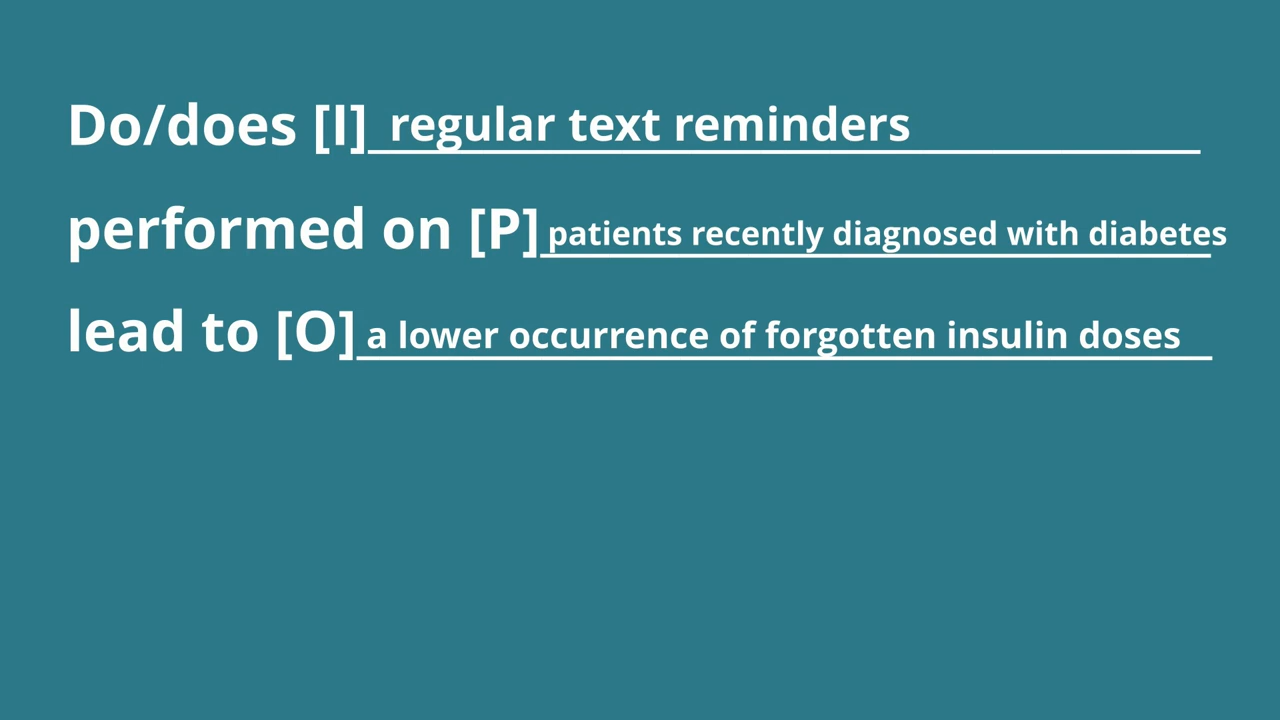 Do/does [I] regular text reminders
performed on [P] patients recently diagnosed with diabetes
lead to [O] a lower occurrence of forgotten insulin doses